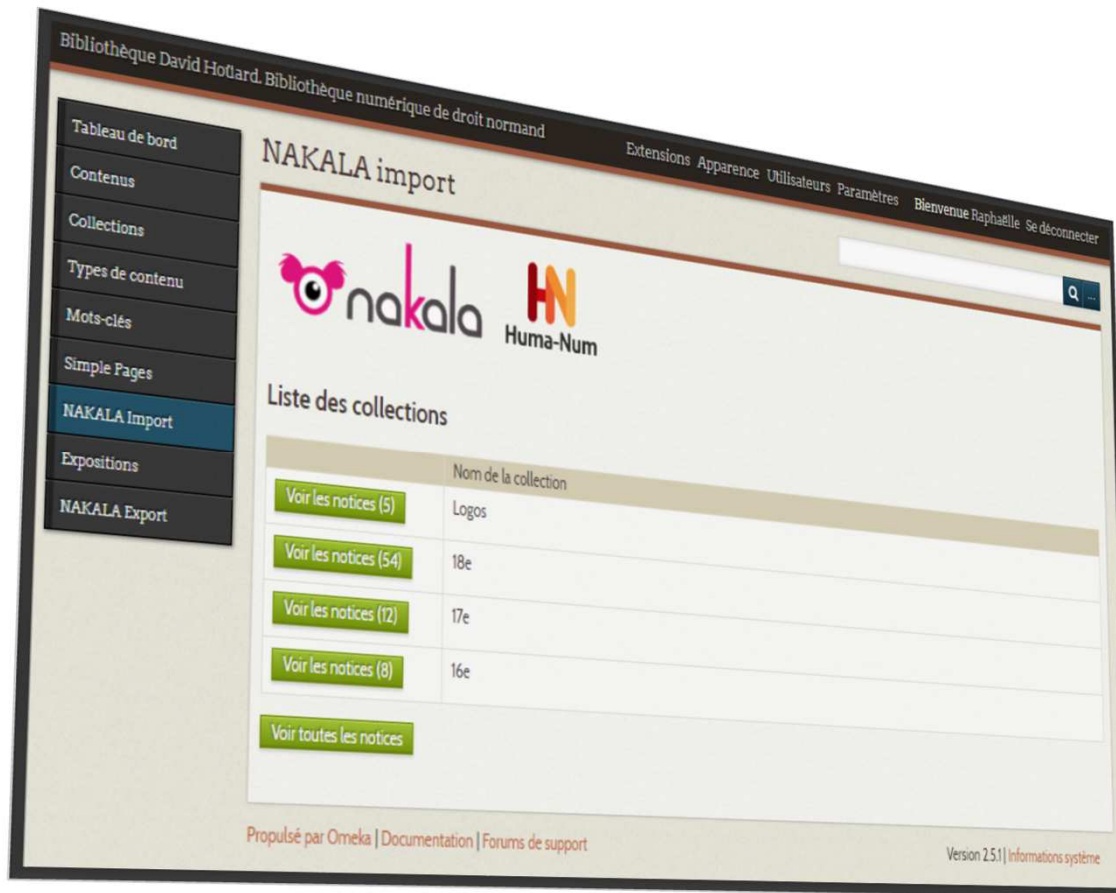 Bibliothèque David Hoüard. Bibliothèque numérique de droit normand
Extensions Apparence Utilisateurs Paramètres Bienvenue Raphaëlle Se déconnecter
Tableau de bord
Contenus
Collections
Types de contenu
Mots-clés
Simple Pages
NAKALA Import
Expositions
NAKALA Export
NAKALA import
...
nakala
HN
Huma-Num
Liste des collections
Nom de la collection
Voir les notices (5) Logos
Voir les notices (54) 18e
Voir les notices (12) 17e
Voir les notices (8) 16e
Voir toutes les notices
Propulsé par Omeka | Documentation | Forums de support
Version 2.5.1 | Informations système